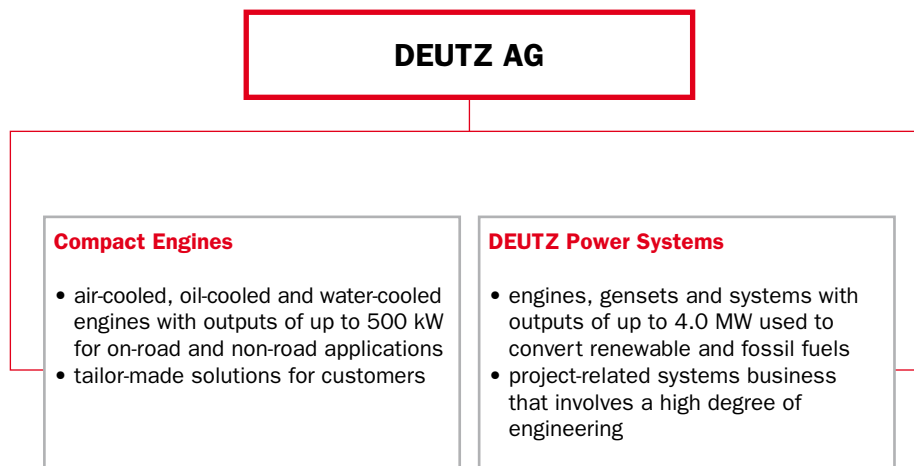 DEUTZ AG
Compact Engines
• air-cooled, oil-cooled and water-cooled
engines with outputs of up to 500 kW
for on-road and non-road applications
• tailor-made solutions for customers
DEUTZ Power Systems
• engines, gensets and systems with
outputs of up to 4.0 MW used to
convert renewable and fossil fuels
• project-related systems business
that involves a high degree of
engineering